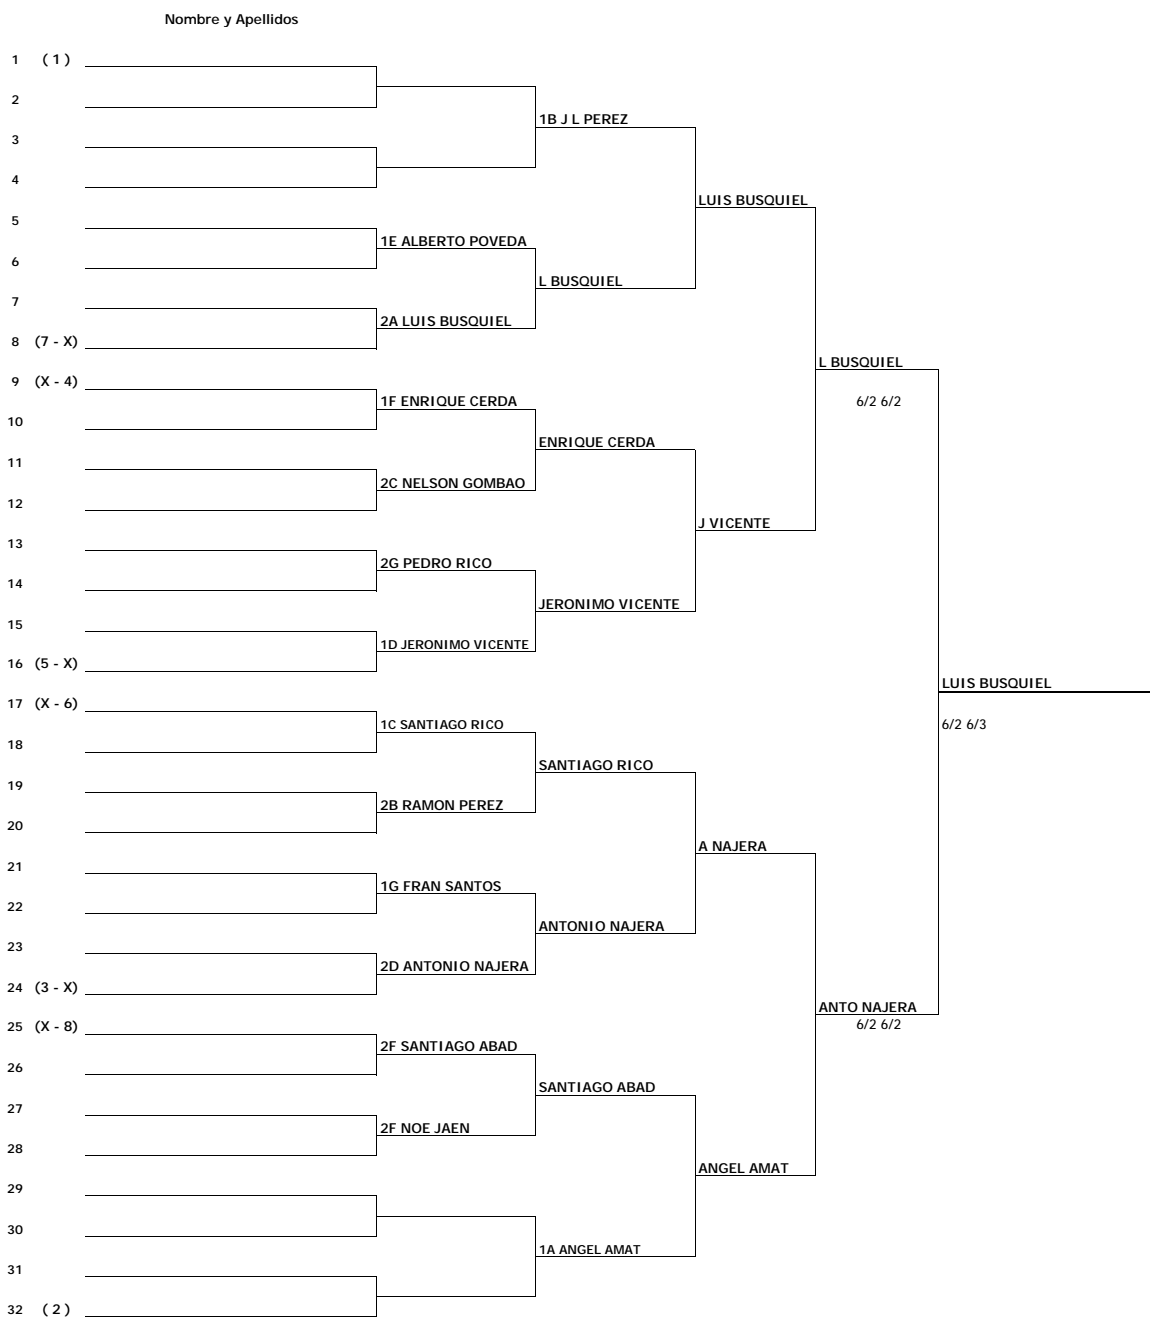 Nombre y Apellidos
1 ( 1 )
2
1B J L PEREZ
3
4
LUIS BUSQUIEL
5
1E ALBERTO POVEDA
6
L BUSQUIEL
7
2A LUIS BUSQUIEL
8 (7 - X)
L BUSQUIEL
9 (X - 4)
1F ENRIQUE CERDA
6/2 6/2
10
ENRIQUE CERDA
11
2C NELSON GOMBAO
12
J VICENTE
13
2G PEDRO RICO
14
JERONIMO VICENTE
15
1D JERONIMO VICENTE
16 (5 - X)
LUIS BUSQUIEL
17 (X - 6)
1C SANTIAGO RICO
6/2 6/3
18
SANTIAGO RICO
19
2B RAMON PEREZ
20
A NAJERA
21
1G FRAN SANTOS
22
ANTONIO NAJERA
23
2D ANTONIO NAJERA
24 (3 - X)
ANTO NAJERA
25 (X - 8)
6/2 6/2
2F SANTIAGO ABAD
26
SANTIAGO ABAD
27
2F NOE JAEN
28
ANGEL AMAT
29
30
1A ANGEL AMAT
31
32 ( 2 )